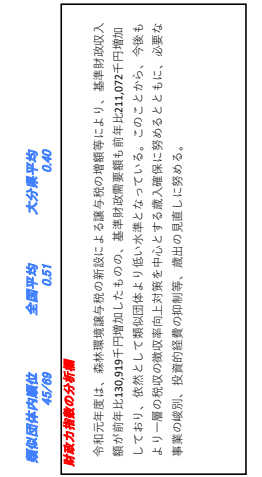 類似団体内順位 全国平均 大分県平均
45/69 0.51 0.40
財政力指数の分析欄
令和元年度は、森林環境譲与税の新設による譲与税の増額等により、基準財政収入
額が前年比130,919千円増加したものの、基準財政需要額も前年比211,072千円増加
しており、依然として類似団体より低い水準となっている。このことから、今後も
より一層の税収の徴収率向上対策を中心とする歳入確保に努めるとともに、必要な
事業の峻別、投資的経費の抑制等、歳出の見直しに努める。